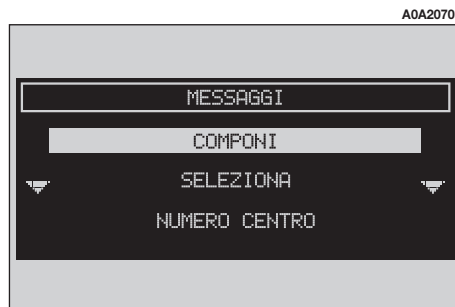 A0A2070
MESSAGGI
COMPONI
SELEZIONA
NUMERO CENTRO